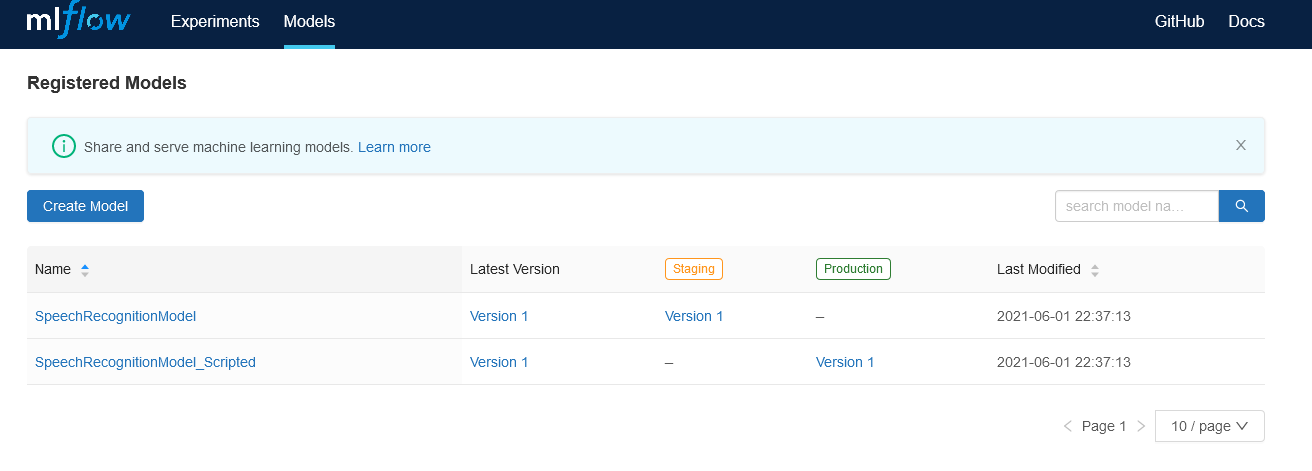 mlflow Experiments Models GitHub Docs
Registered Models
Share and serve machine learning models. Learn more
Create Model search model na...
Name Latest Version Staging Production Last Modified
SpeechRecognitionModel Version 1 Version 1 – 2021-06-01 22:37:13
SpeechRecognitionModel_Scripted Version 1 – Version 1 2021-06-01 22:37:13
Page 1 10 / page